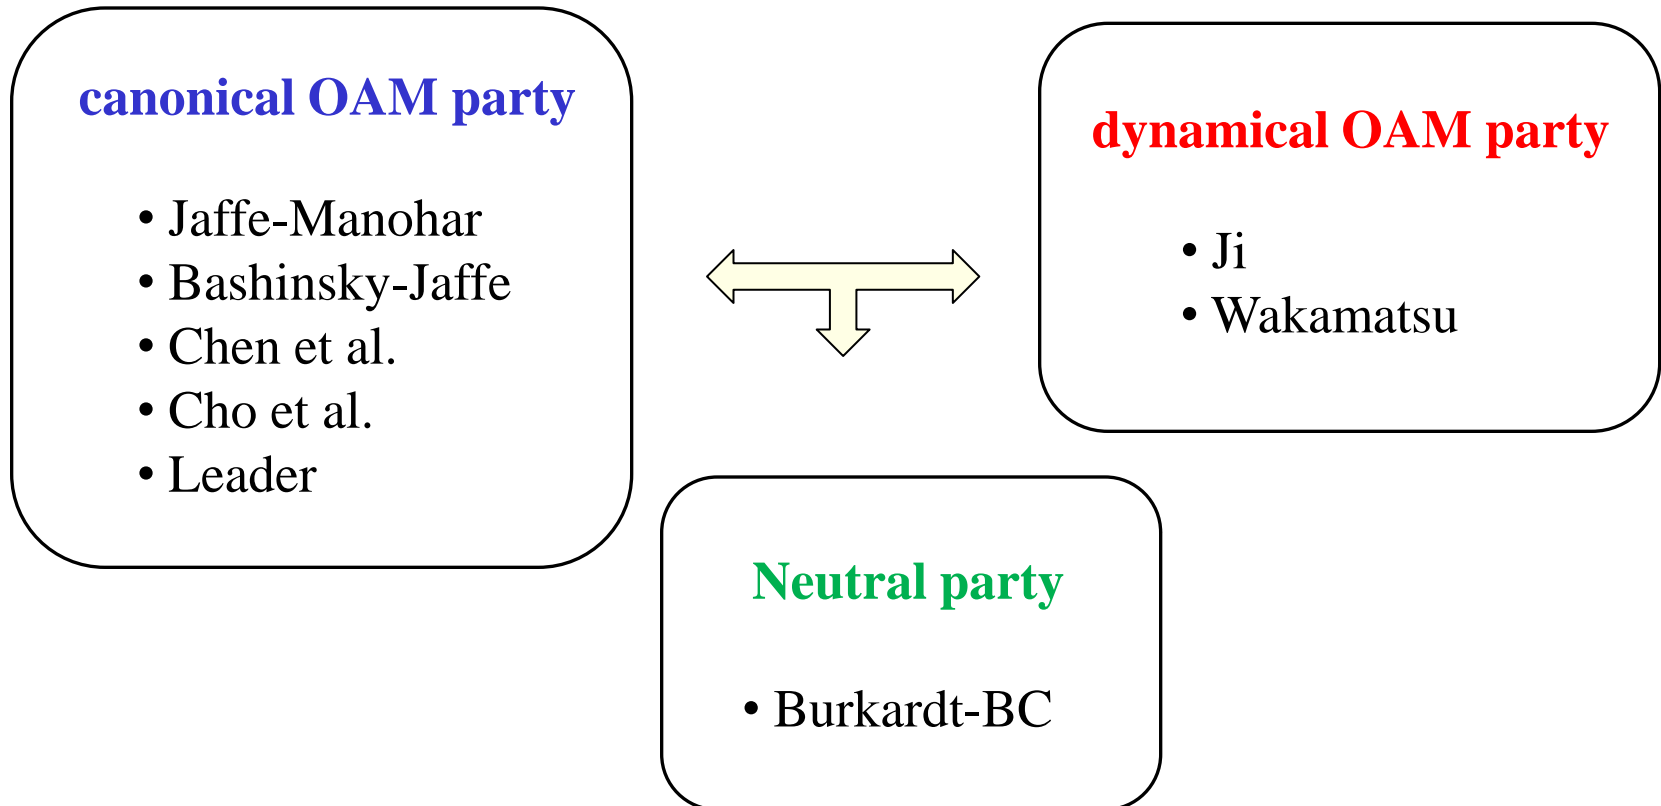 canonical OAM party
• Jaffe-Manohar
• Bashinsky-Jaffe
• Chen et al.
• Cho et al.
• Leader
dynamical OAM party
• Ji
• Wakamatsu
Neutral party
• Burkardt-BC